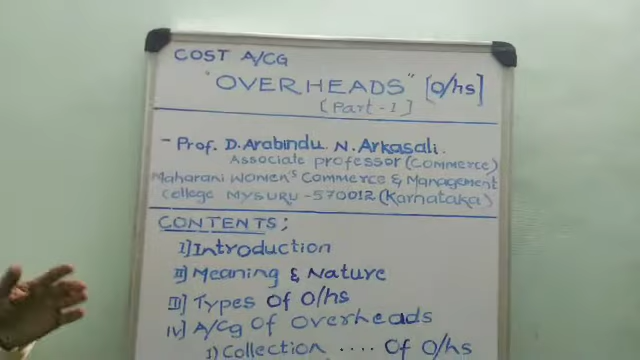 COST A/CG
"OVERHEADS" [O/hs]
[Part-I]
- Prof. D. Arabindu. N. Arkasali.
Associate professor (Commerce)
Maharani Women's Commerce & Management
College MYSURU-570012 (Karnataka)
CONTENTS;
I] Introduction
II] Meaning & Nature
III] Types of O/hs
IV] A/Cg Of Overheads
1) Collection .... Of O/hs